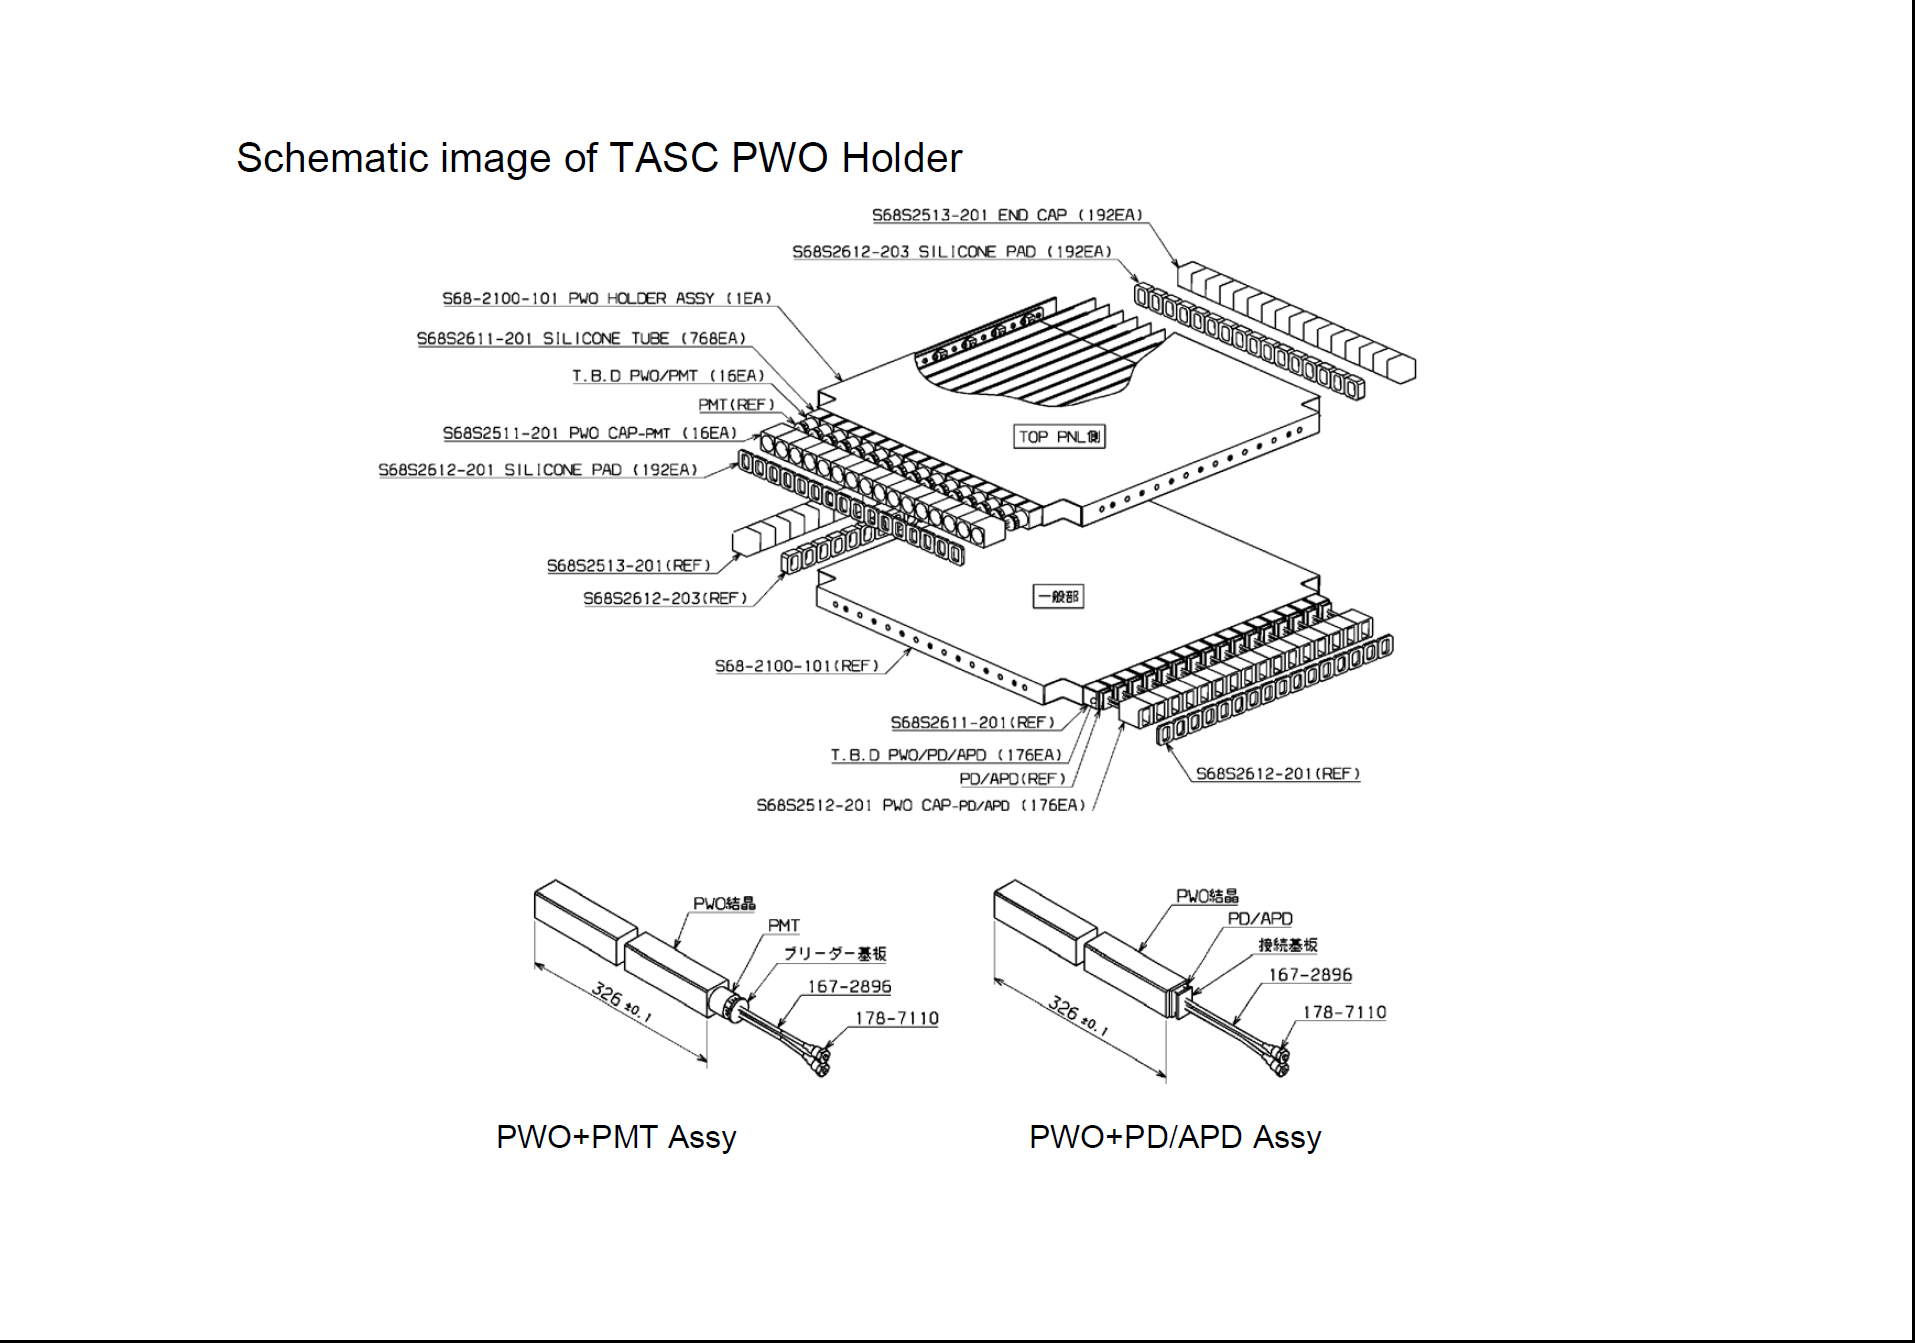 Schematic image of TASC PWO Holder
S68S2513-201 END CAP (192EA)
S68S2612-203 SILICONE PAD (192EA)
S68-2100-101 PWO HOLDER ASSY (1EA)
S68S2611-201 SILICONE TUBE (768EA)
T.B.D PWO/PMT (16EA)
PMT(REF)
S68S2511-201 PWO CAP-PMT (16EA)
S68S2612-201 SILICONE PAD (192EA)
TOP PNL側
S68S2513-201(REF)
S68S2612-203(REF)
一般部
S68-2100-101(REF)
S68S2611-201(REF)
T.B.D PWO/PD/APD (176EA)
PD/APD(REF)
S68S2512-201 PWO CAP-PD/APD (176EA)
S68S2612-201(REF)
PWO結晶
PMT
ブリーダー基板
167-2896
178-7110
326 ±0.1
PWO結晶
PD/APD
接続基板
167-2896
178-7110
326 ±0.1
PWO+PMT Assy
PWO+PD/APD Assy